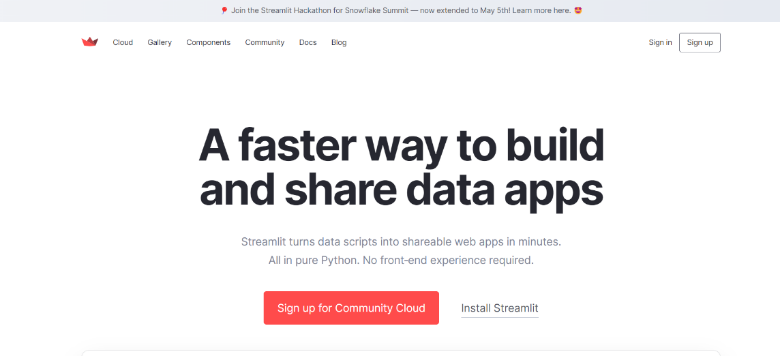 Join the Streamlit Hackathon for Snowflake Summit — now extended to May 5th! Learn more here.
Cloud Gallery Components Community Docs Blog Sign in Sign up
A faster way to build
and share data apps
Streamlit turns data scripts into shareable web apps in minutes.
All in pure Python. No front‑end experience required.
Sign up for Community Cloud Install Streamlit